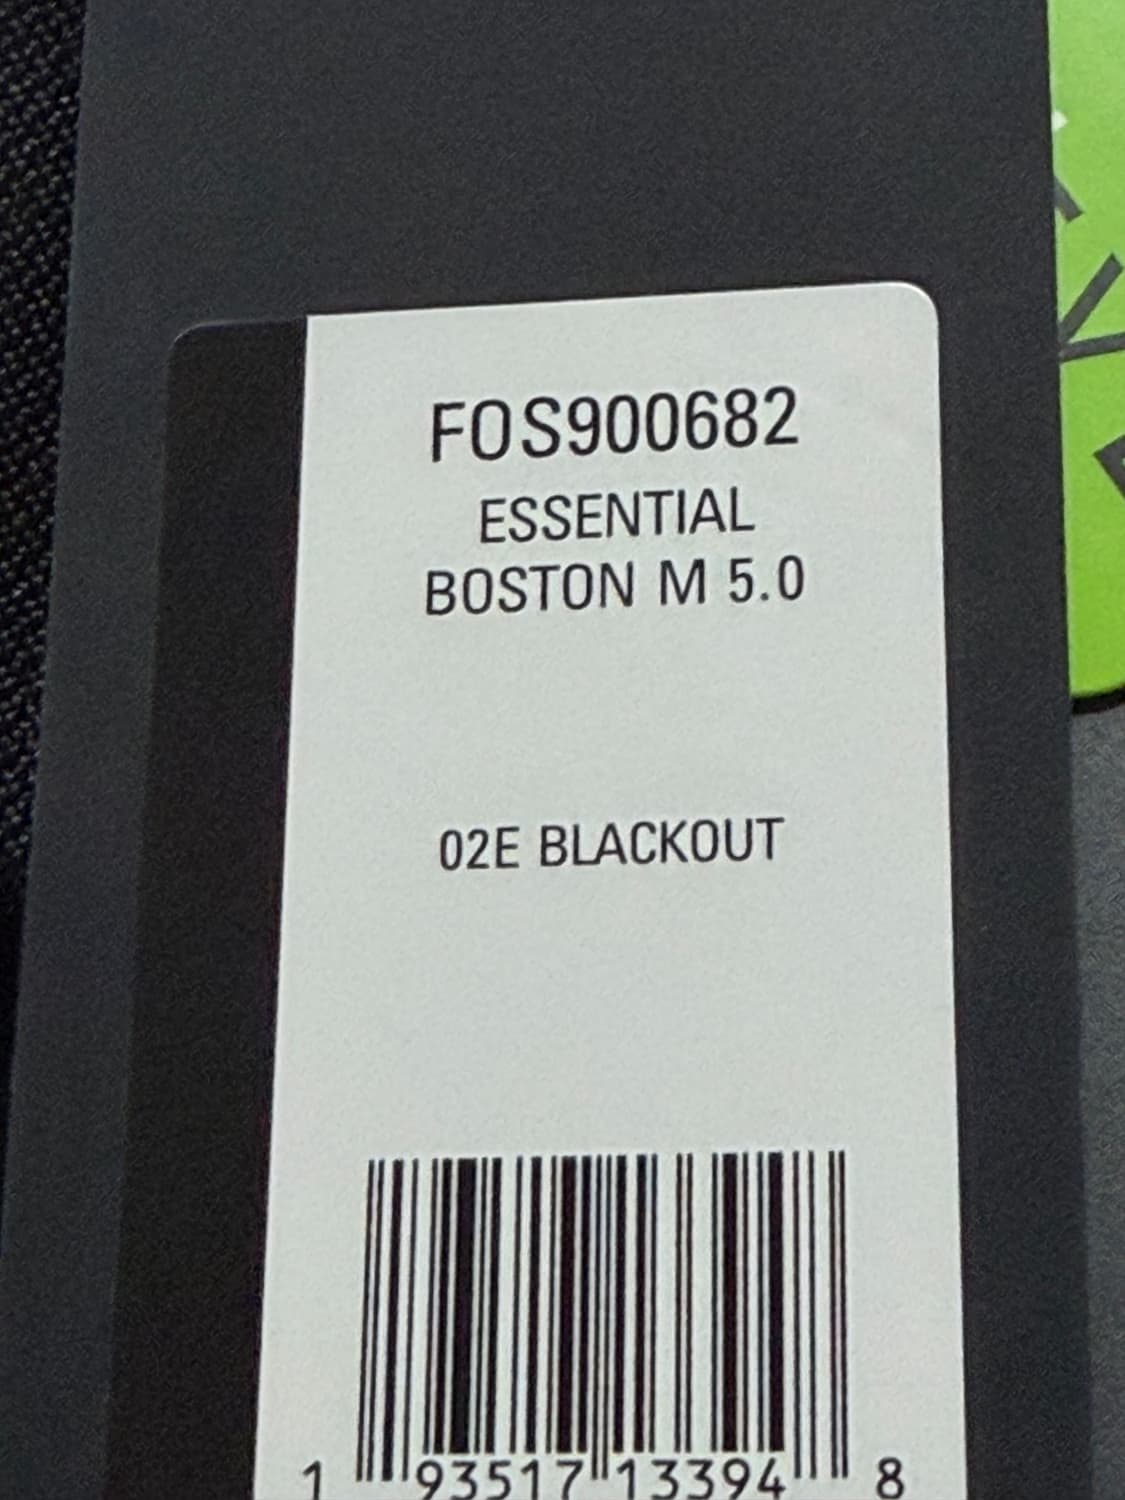 FOS900682
ESSENTIAL
BOSTON M 5.0
02E BLACKOUT
1 93517 13394 8